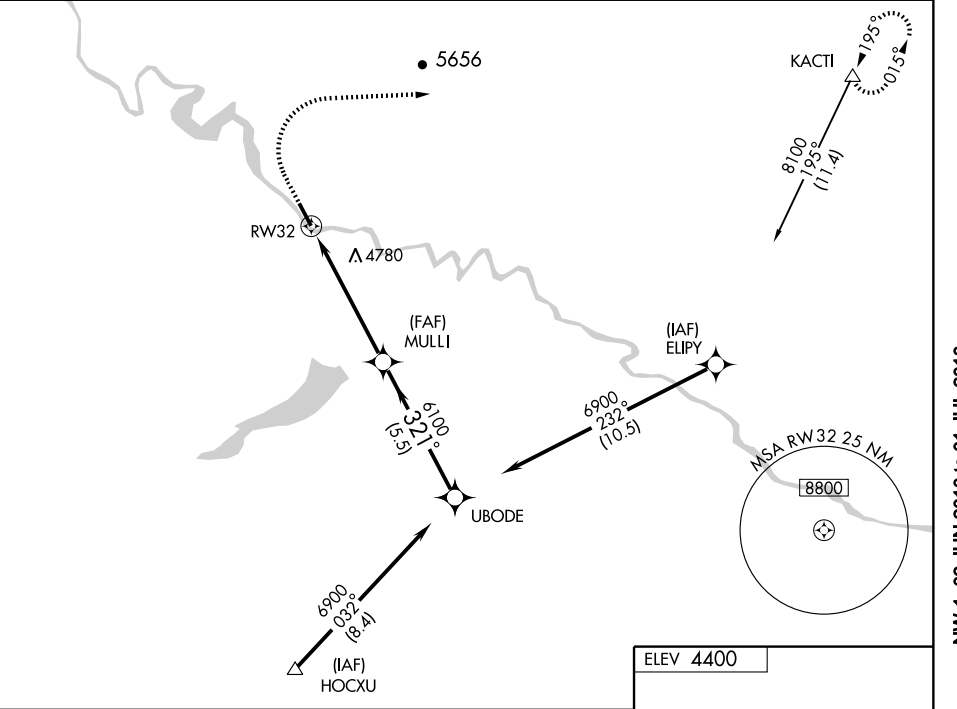 5656
KACTI
195°
015°
8100
195°
(11.4)
RW32
4780
(FAF)
MULLI
(IAF)
ELIPY
6900
232°
(10.5)
6100
321°
(5.5)
MSA RW32 25 NM
8800
UBODE
6900
032°
(8.4)
(IAF)
HOCXU
ELEV 4400